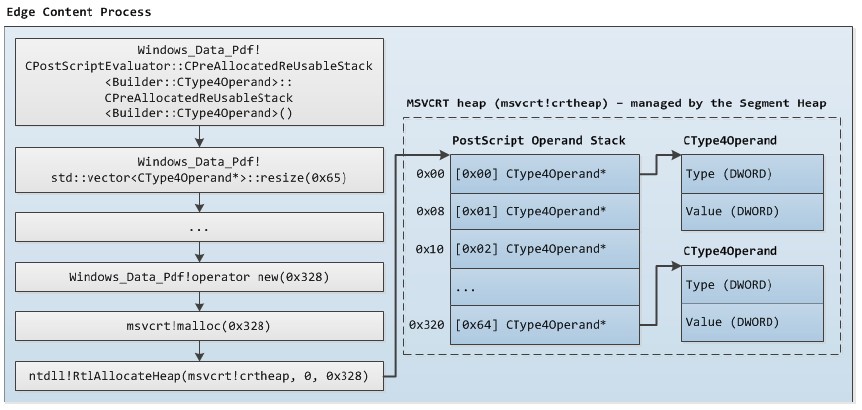 Edge Content Process
Windows_Data_Pdf!
CPostScriptEvaluator::CPreAllocatedReUsableStack
<Builder::CType4Operand>::
CPreAllocatedReUsableStack
<Builder::CType4Operand>()
Windows_Data_Pdf!
std::vector<CType4Operand*>::resize(0x65)
...
Windows_Data_Pdf!operator new(0x328)
msvcrt!malloc(0x328)
ntdll!RtlAllocateHeap(msvcrt!crtheap, 0, 0x328)
MSVCRT heap (msvcrt!crtheap) – managed by the Segment Heap
PostScript Operand Stack
0x00 [0x00] CType4Operand*
0x08 [0x01] CType4Operand*
0x10 [0x02] CType4Operand*
...
0x320 [0x64] CType4Operand*
CType4Operand
Type (DWORD)
Value (DWORD)
CType4Operand
Type (DWORD)
Value (DWORD)